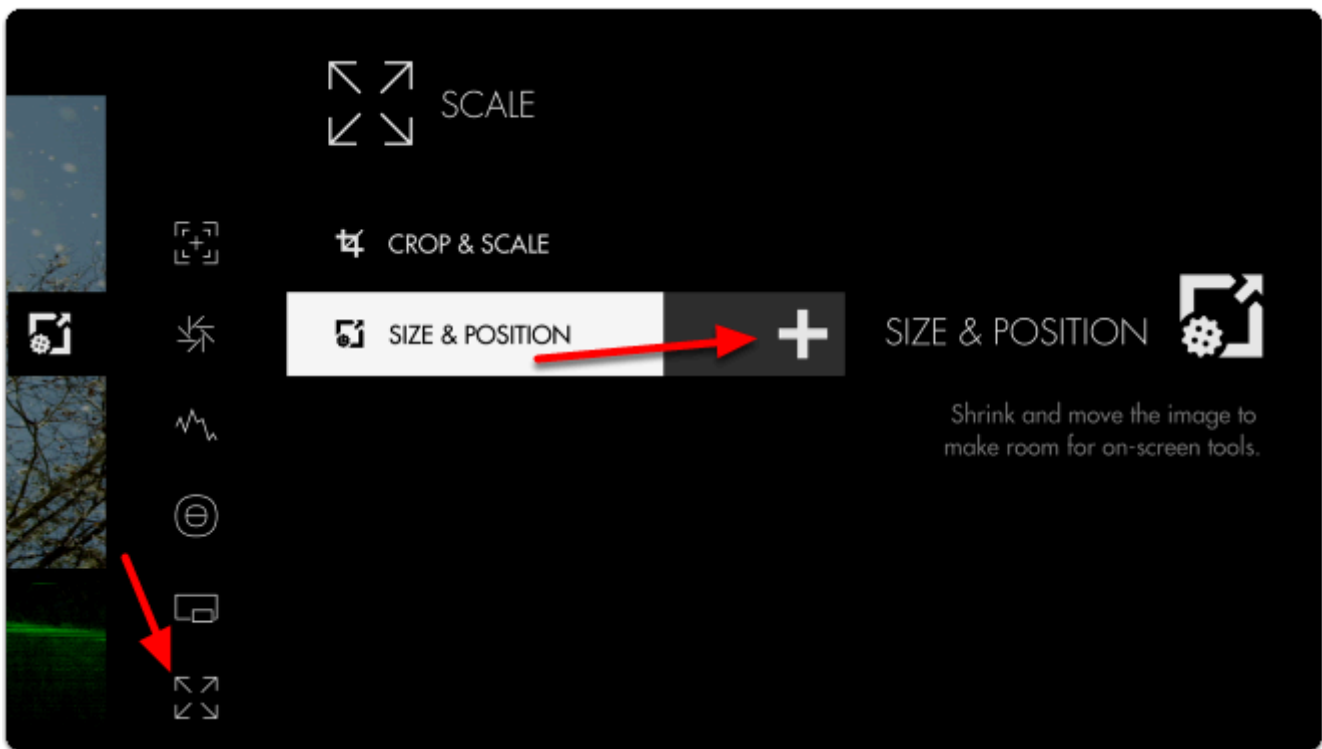 SCALE
CROP & SCALE
SIZE & POSITION
SIZE & POSITION
Shrink and move the image to
make room for on-screen tools.